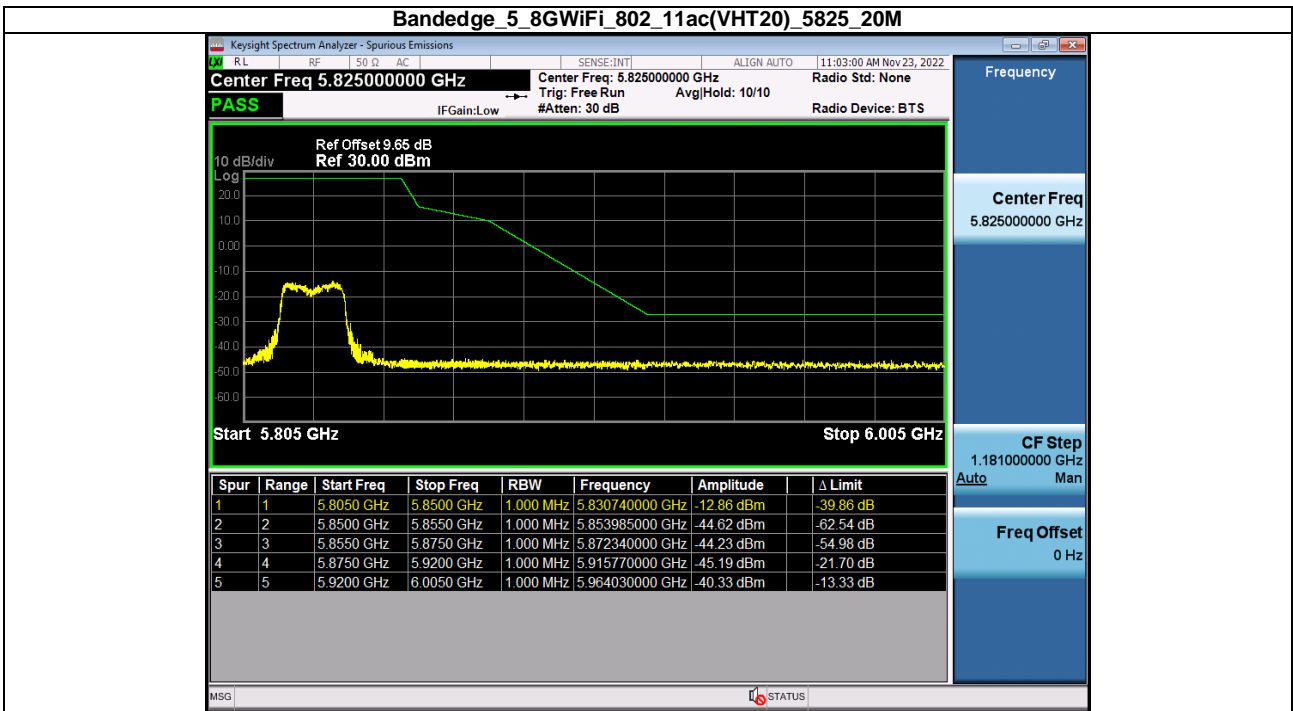 Bandedge_5_8GWiFi_802_11ac(VHT20)_5825_20M
Keysight Spectrum Analyzer - Spurious Emissions
LXI RL RF 50 Ω AC SENSE:INT ALIGN AUTO 11:03:00 AM Nov 23, 2022
Center Freq 5.825000000 GHz
Center Freq: 5.825000000 GHz Radio Std: None
Trig: Free Run Avg|Hold: 10/10
PASS IFGain:Low #Atten: 30 dB Radio Device: BTS
Ref Offset 9.65 dB
10 dB/div Ref 30.00 dBm
Log
20.0
10.0
0.00
-10.0
-20.0
-30.0
-40.0
-50.0
-60.0
Start 5.805 GHz Stop 6.005 GHz
Spur Range Start Freq Stop Freq RBW Frequency Amplitude Δ Limit
1 1 5.8050 GHz 5.8500 GHz 1.000 MHz 5.830740000 GHz -12.86 dBm -39.86 dB
2 2 5.8500 GHz 5.8550 GHz 1.000 MHz 5.853985000 GHz -44.62 dBm -62.54 dB
3 3 5.8550 GHz 5.8750 GHz 1.000 MHz 5.872340000 GHz -44.23 dBm -54.98 dB
4 4 5.8750 GHz 5.9200 GHz 1.000 MHz 5.915770000 GHz -45.19 dBm -21.70 dB
5 5 5.9200 GHz 6.0050 GHz 1.000 MHz 5.964030000 GHz -40.33 dBm -13.33 dB
MSG STATUS
Frequency
Center Freq
5.825000000 GHz
CF Step
1.181000000 GHz
Auto Man
Freq Offset
0 Hz